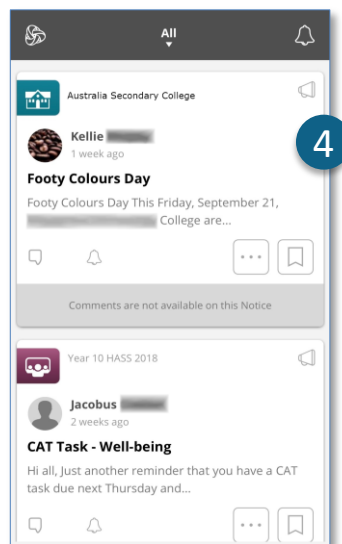 All
Australia Secondary College
Kellie
1 week ago
4
Footy Colours Day
Footy Colours Day This Friday, September 21,
College are...
Comments are not available on this Notice
Year 10 HASS 2018
Jacobus
2 weeks ago
CAT Task - Well-being
Hi all, Just another reminder that you have a CAT
task due next Thursday and...